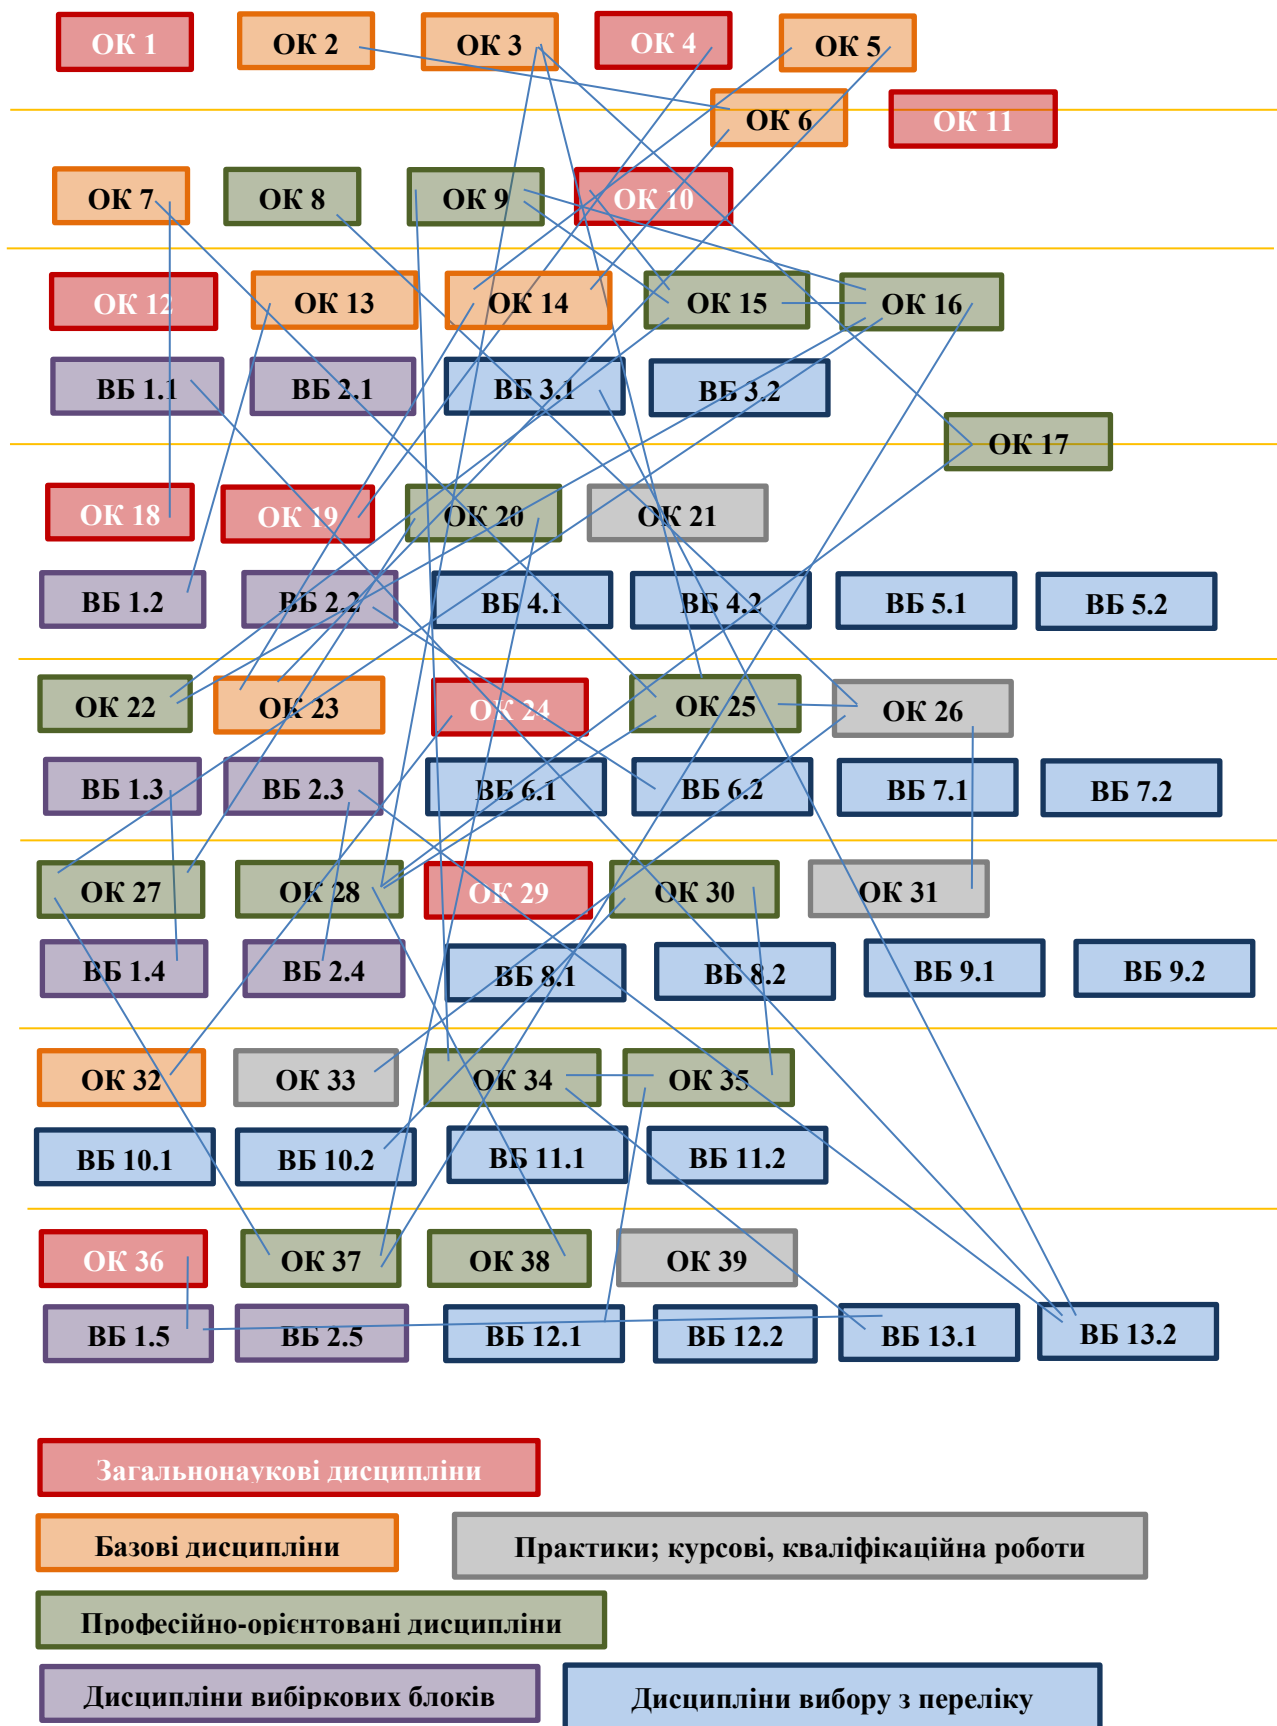 ОК 1 ОК 2 ОК 3 ОК 4 ОК 5
ОК 6 ОК 11
ОК 7 ОК 8 ОК 9 ОК 10
ОК 12 ОК 13 ОК 14 ОК 15 ОК 16
ВБ 1.1 ВБ 2.1 ВБ 3.1 ВБ 3.2
ОК 17
ОК 18 ОК 19 ОК 20 ОК 21
ВБ 1.2 ВБ 2.2 ВБ 4.1 ВБ 4.2 ВБ 5.1 ВБ 5.2
ОК 22 ОК 23 ОК 24 ОК 25 ОК 26
ВБ 1.3 ВБ 2.3 ВБ 6.1 ВБ 6.2 ВБ 7.1 ВБ 7.2
ОК 27 ОК 28 ОК 29 ОК 30 ОК 31
ВБ 1.4 ВБ 2.4 ВБ 8.1 ВБ 8.2 ВБ 9.1 ВБ 9.2
ОК 32 ОК 33 ОК 34 ОК 35
ВБ 10.1 ВБ 10.2 ВБ 11.1 ВБ 11.2
ОК 36 ОК 37 ОК 38 ОК 39
ВБ 1.5 ВБ 2.5 ВБ 12.1 ВБ 12.2 ВБ 13.1 ВБ 13.2
Загальнонаукові дисципліни
Базові дисципліни Практики; курсові, кваліфікаційна роботи
Професійно-орієнтовані дисципліни
Дисципліни вибіркових блоків Дисципліни вибору з переліку